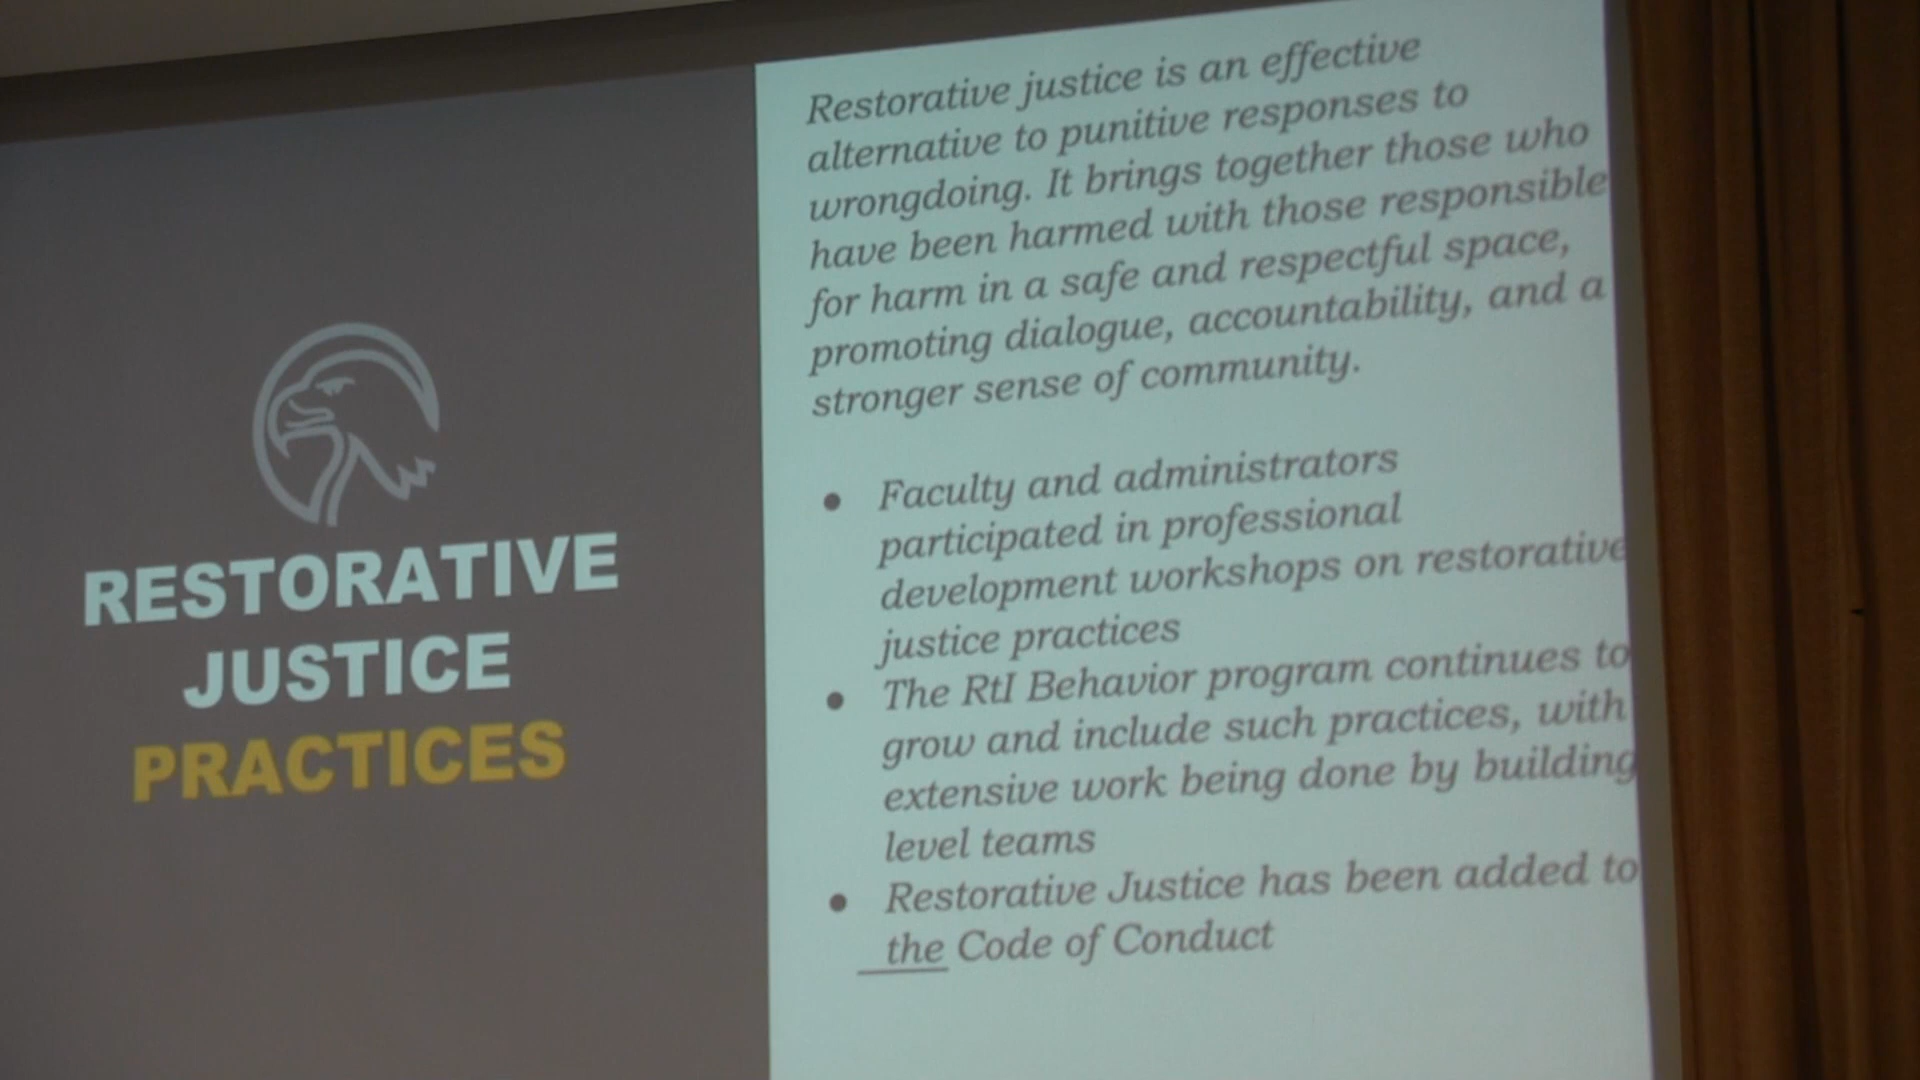 RESTORATIVE
JUSTICE
PRACTICES
Restorative justice is an effective
alternative to punitive responses to
wrongdoing. It brings together those who
have been harmed with those responsible
for harm in a safe and respectful space,
promoting dialogue, accountability, and a
stronger sense of community.
● Faculty and administrators
participated in professional
development workshops on restorative
justice practices
● The RtI Behavior program continues to
grow and include such practices, with
extensive work being done by building
level teams
● Restorative Justice has been added to
the Code of Conduct